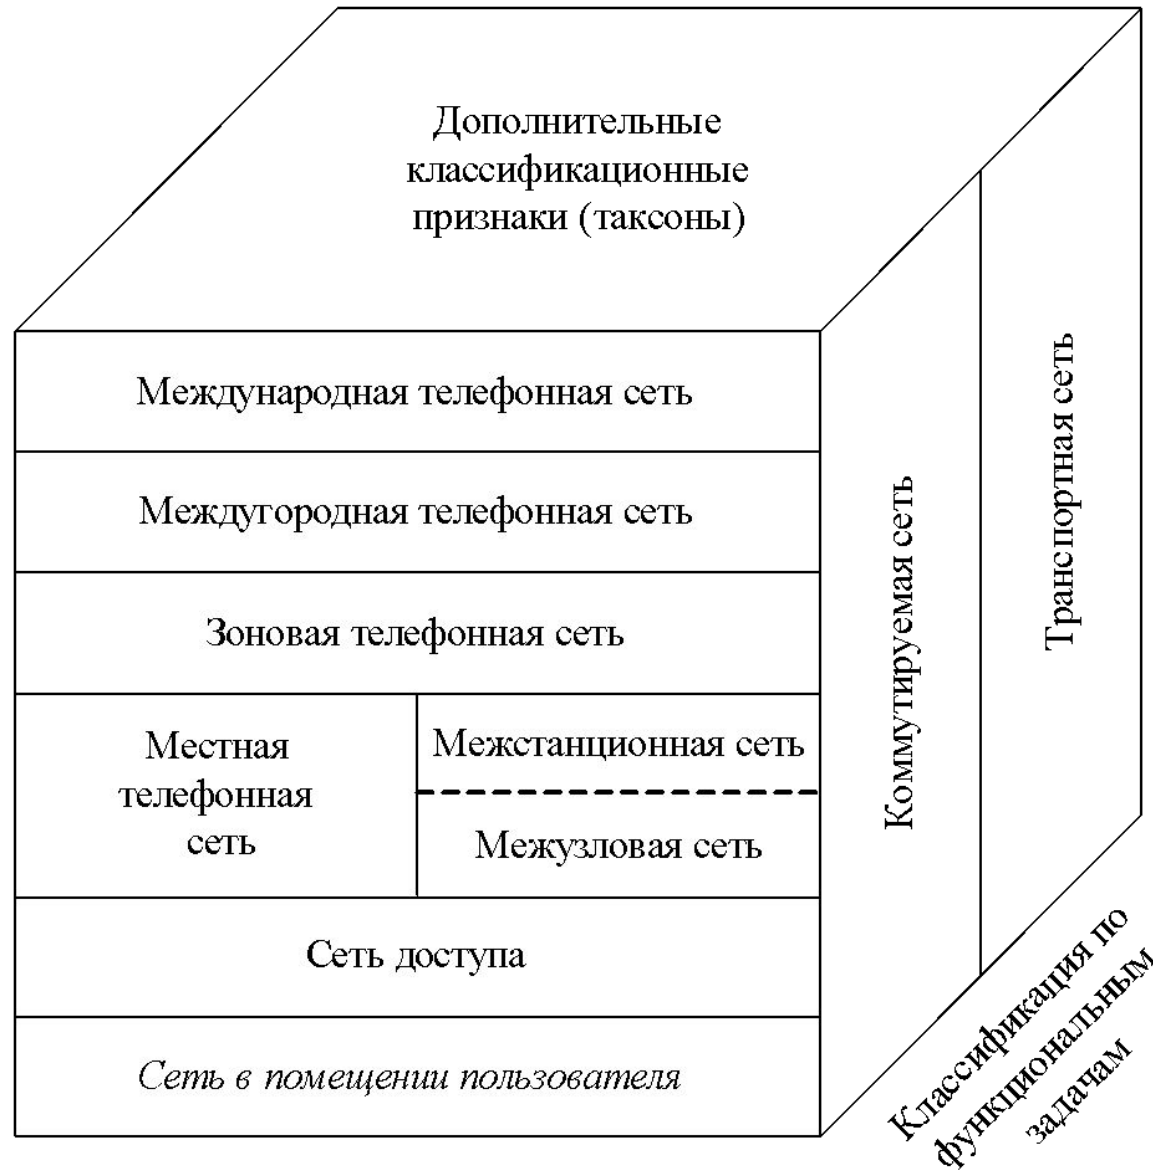 Дополнительные
классификационные
признаки (таксоны)
Международная телефонная сеть
Междугородная телефонная сеть
Зоновая телефонная сеть
Местная
телефонная
сеть
Межстанционная сеть
Межузловая сеть
Сеть доступа
Сеть в помещении пользователя
Коммутируемая сеть
Транспортная сеть
Классификация по
функциональным
задачам